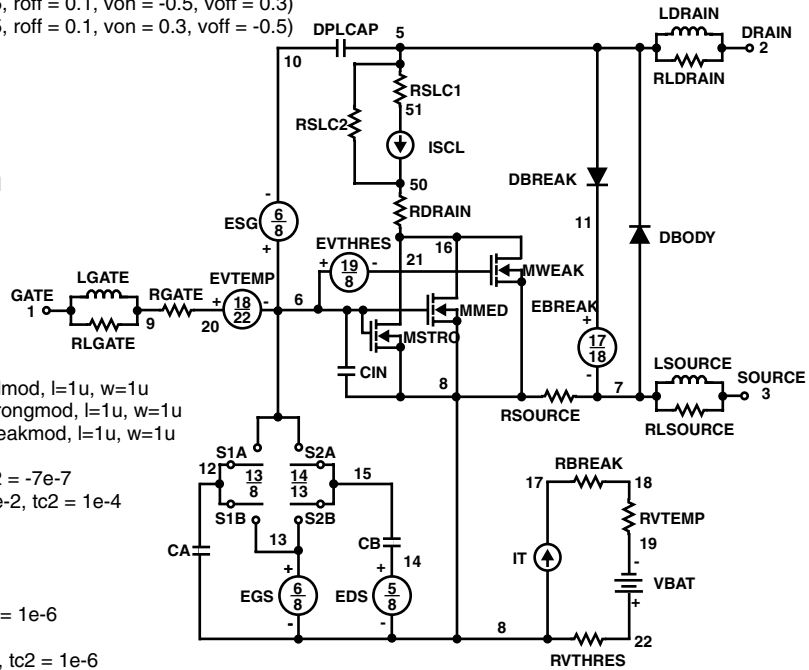 , roff = 0.1, von = -0.5, voff = 0.3)
, roff = 0.1, von = 0.3, voff = -0.5)
LDRAIN
DPLCAP
5
DRAIN
2
10
RLDRAIN
RSLC1
51
RSLC2
ISCL
50
DBREAK
RDRAIN
11
DBODY
-
ESG
6
8
+
EVTHRES
+
19
8
-
16
21
MWEAK
LGATE
EVTEMP
GATE
1
RGATE
+
18
22
-
6
EBREAK
MMED
9
20
RLGATE
MSTRO
+
17
18
-
LSOURCE
CIN
8
7
SOURCE
3
lmod, l=1u, w=1u
rongmod, l=1u, w=1u
eakmod, l=1u, w=1u
RSOURCE
RLSOURCE
S1A
S2A
RBREAK
12
13
8
14
13
15
17
18
2 = -7e-7
e-2, tc2 = 1e-4
S1B
S2B
RVTEMP
CA
13
CB
14
19
IT
-
VBAT
+
+
+
EGS
6
8
EDS
5
8
-
-
= 1e-6
8
22
RVTHRES
, tc2 = 1e-6